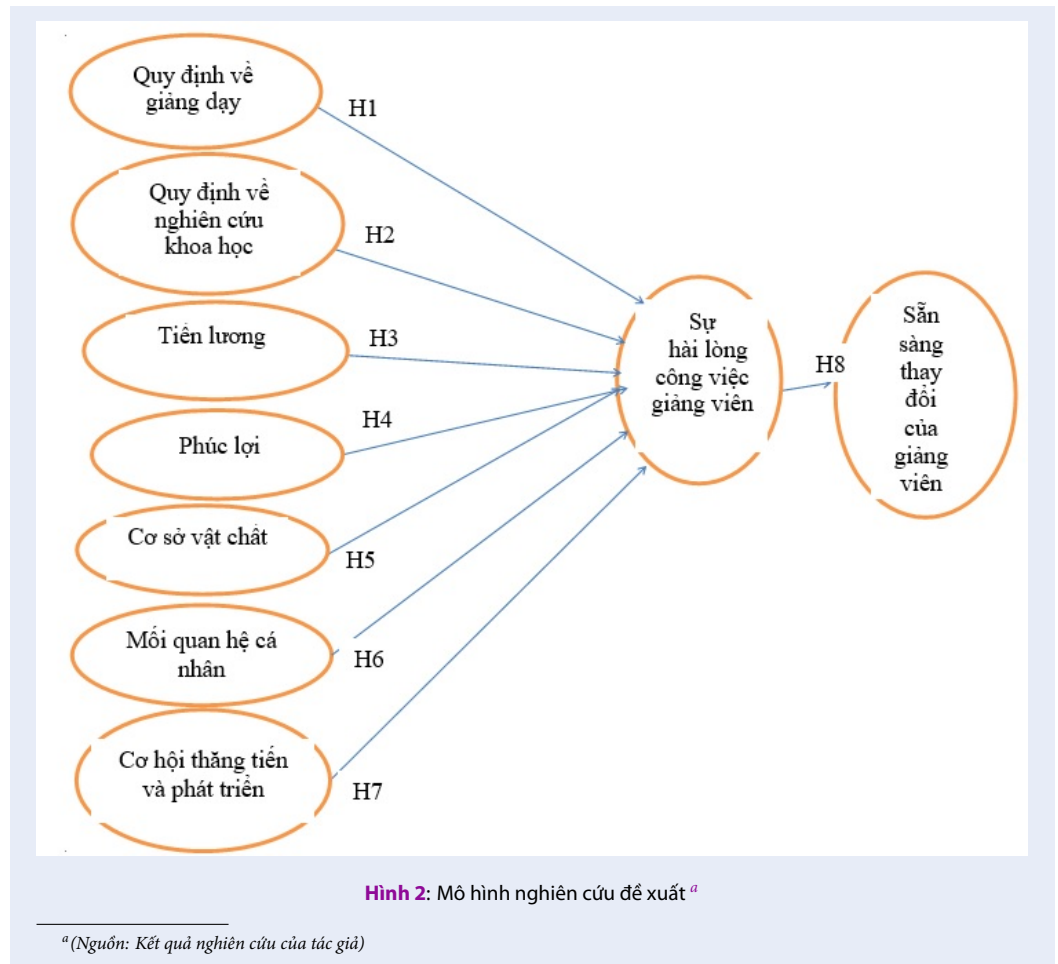 Quy định về
giảng dạy
H1
Quy định về
nghiên cứu
khoa học
H2
Tiền lương
H3
Phúc lợi
H4
Cơ sở vật chất
H5
Mối quan hệ cá
nhân
H6
Cơ hội thăng tiến
và phát triển
H7
Sự
hài lòng
công việc
giảng viên
H8
Sẵn
sàng
thay
đổi
của
giảng
viên
Hình 2: Mô hình nghiên cứu đề xuất a
a (Nguồn: Kết quả nghiên cứu của tác giả)